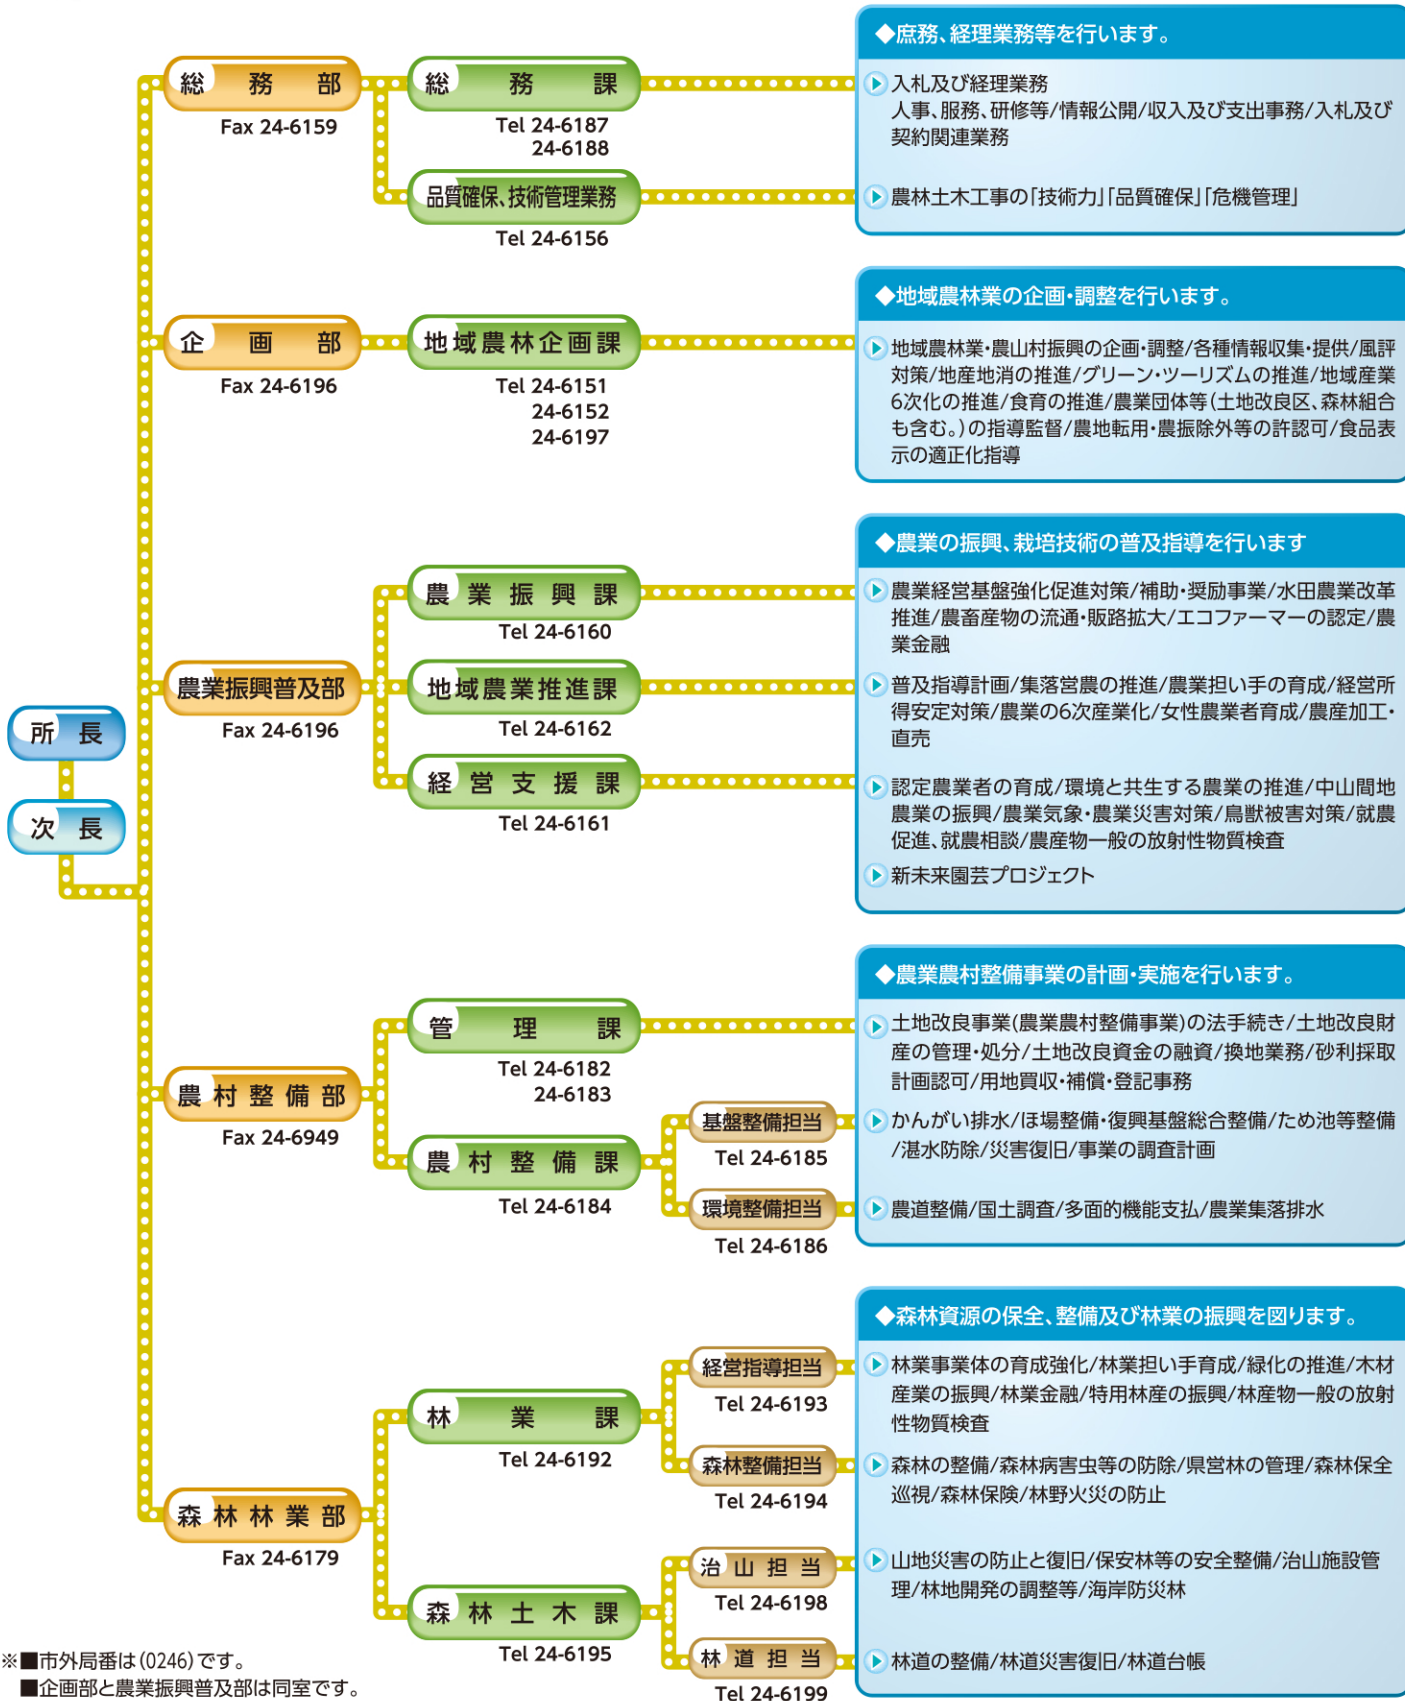 所長
次長
総務部
Fax 24-6159
総務課
Tel 24-6187
24-6188
品質確保、技術管理業務
Tel 24-6156
◆庶務、経理業務等を行います。
入札及び経理業務
人事、服務、研修等/情報公開/収入及び支出事務/入札及び
契約関連業務
農林土木工事の「技術力」「品質確保」「危機管理」
企画部
Fax 24-6196
地域農林企画課
Tel 24-6151
24-6152
24-6197
◆地域農林業の企画・調整を行います。
地域農林業・農山村振興の企画・調整/各種情報収集・提供/風評
対策/地産地消の推進/グリーン・ツーリズムの推進/地域産業
6次化の推進/食育の推進/農業団体等(土地改良区、森林組合
も含む。)の指導監督/農地転用・農振除外等の許認可/食品表
示の適正化指導
農業振興普及部
Fax 24-6196
農業振興課
Tel 24-6160
地域農業推進課
Tel 24-6162
経営支援課
Tel 24-6161
◆農業の振興、栽培技術の普及指導を行います
農業経営基盤強化促進対策/補助・奨励事業/水田農業改革
推進/農畜産物の流通・販路拡大/エコファーマーの認定/農
業金融
普及指導計画/集落営農の推進/農業担い手の育成/経営所
得安定対策/農業の6次産業化/女性農業者育成/農産加工・
直売
認定農業者の育成/環境と共生する農業の推進/中山間地
農業の振興/農業気象・農業災害対策/鳥獣被害対策/就農
促進、就農相談/農産物一般の放射性物質検査
新未来園芸プロジェクト
農村整備部
Fax 24-6949
管理課
Tel 24-6182
24-6183
農村整備課
Tel 24-6184
基盤整備担当
Tel 24-6185
環境整備担当
Tel 24-6186
◆農業農村整備事業の計画・実施を行います。
土地改良事業(農業農村整備事業)の法手続き/土地改良財
産の管理・処分/土地改良資金の融資/換地業務/砂利採取
計画認可/用地買収・補償・登記事務
かんがい排水/ほ場整備・復興基盤総合整備/ため池等整備
/湛水防除/災害復旧/事業の調査計画
農道整備/国土調査/多面的機能支払/農業集落排水
森林林業部
Fax 24-6179
林業課
Tel 24-6192
森林土木課
Tel 24-6195
経営指導担当
Tel 24-6193
森林整備担当
Tel 24-6194
治山担当
Tel 24-6198
林道担当
Tel 24-6199
◆森林資源の保全、整備及び林業の振興を図ります。
林業事業体の育成強化/林業担い手育成/緑化の推進/木材
産業の振興/林業金融/特用林産の振興/林産物一般の放射
性物質検査
森林の整備/森林病害虫等の防除/県営林の管理/森林保全
巡視/森林保険/林野火災の防止
山地災害の防止と復旧/保安林等の安全整備/治山施設管
理/林地開発の調整等/海岸防災林
林道の整備/林道災害復旧/林道台帳
※■市外局番は(0246)です。
■企画部と農業振興普及部は同室です。